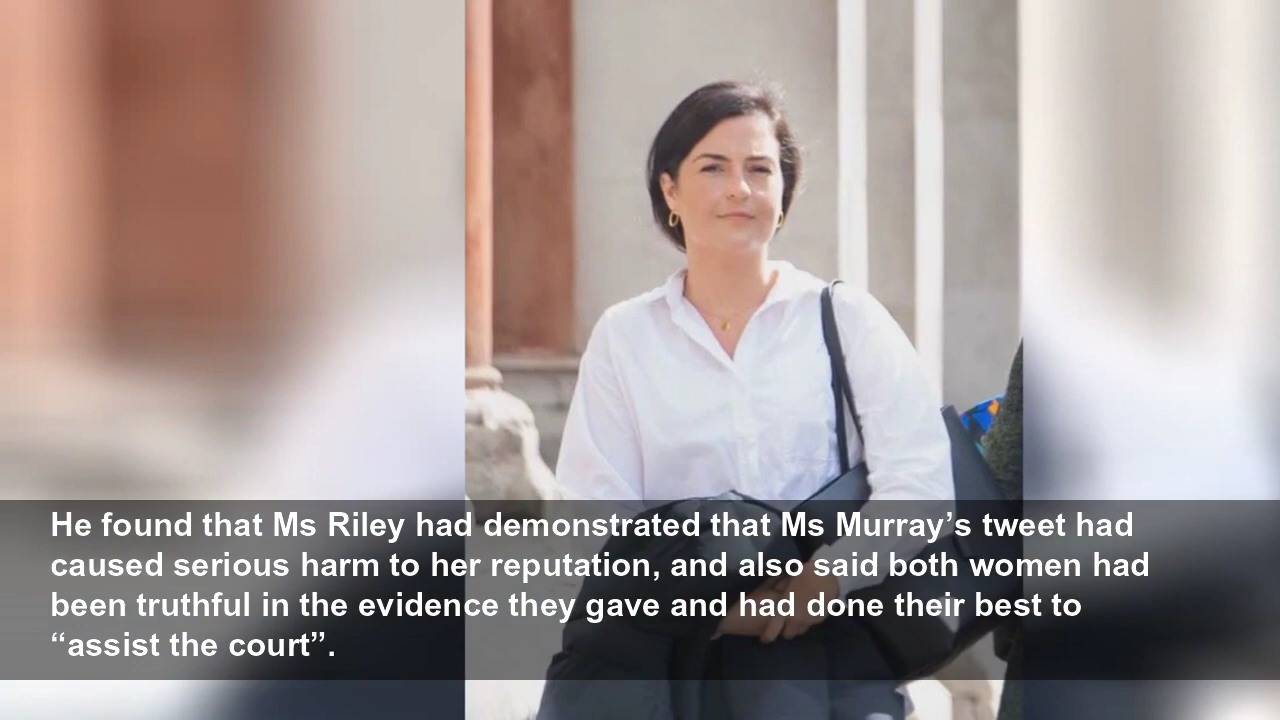 He found that Ms Riley had demonstrated that Ms Murray’s tweet had
caused serious harm to her reputation, and also said both women had
been truthful in the evidence they gave and had done their best to
“assist the court”.